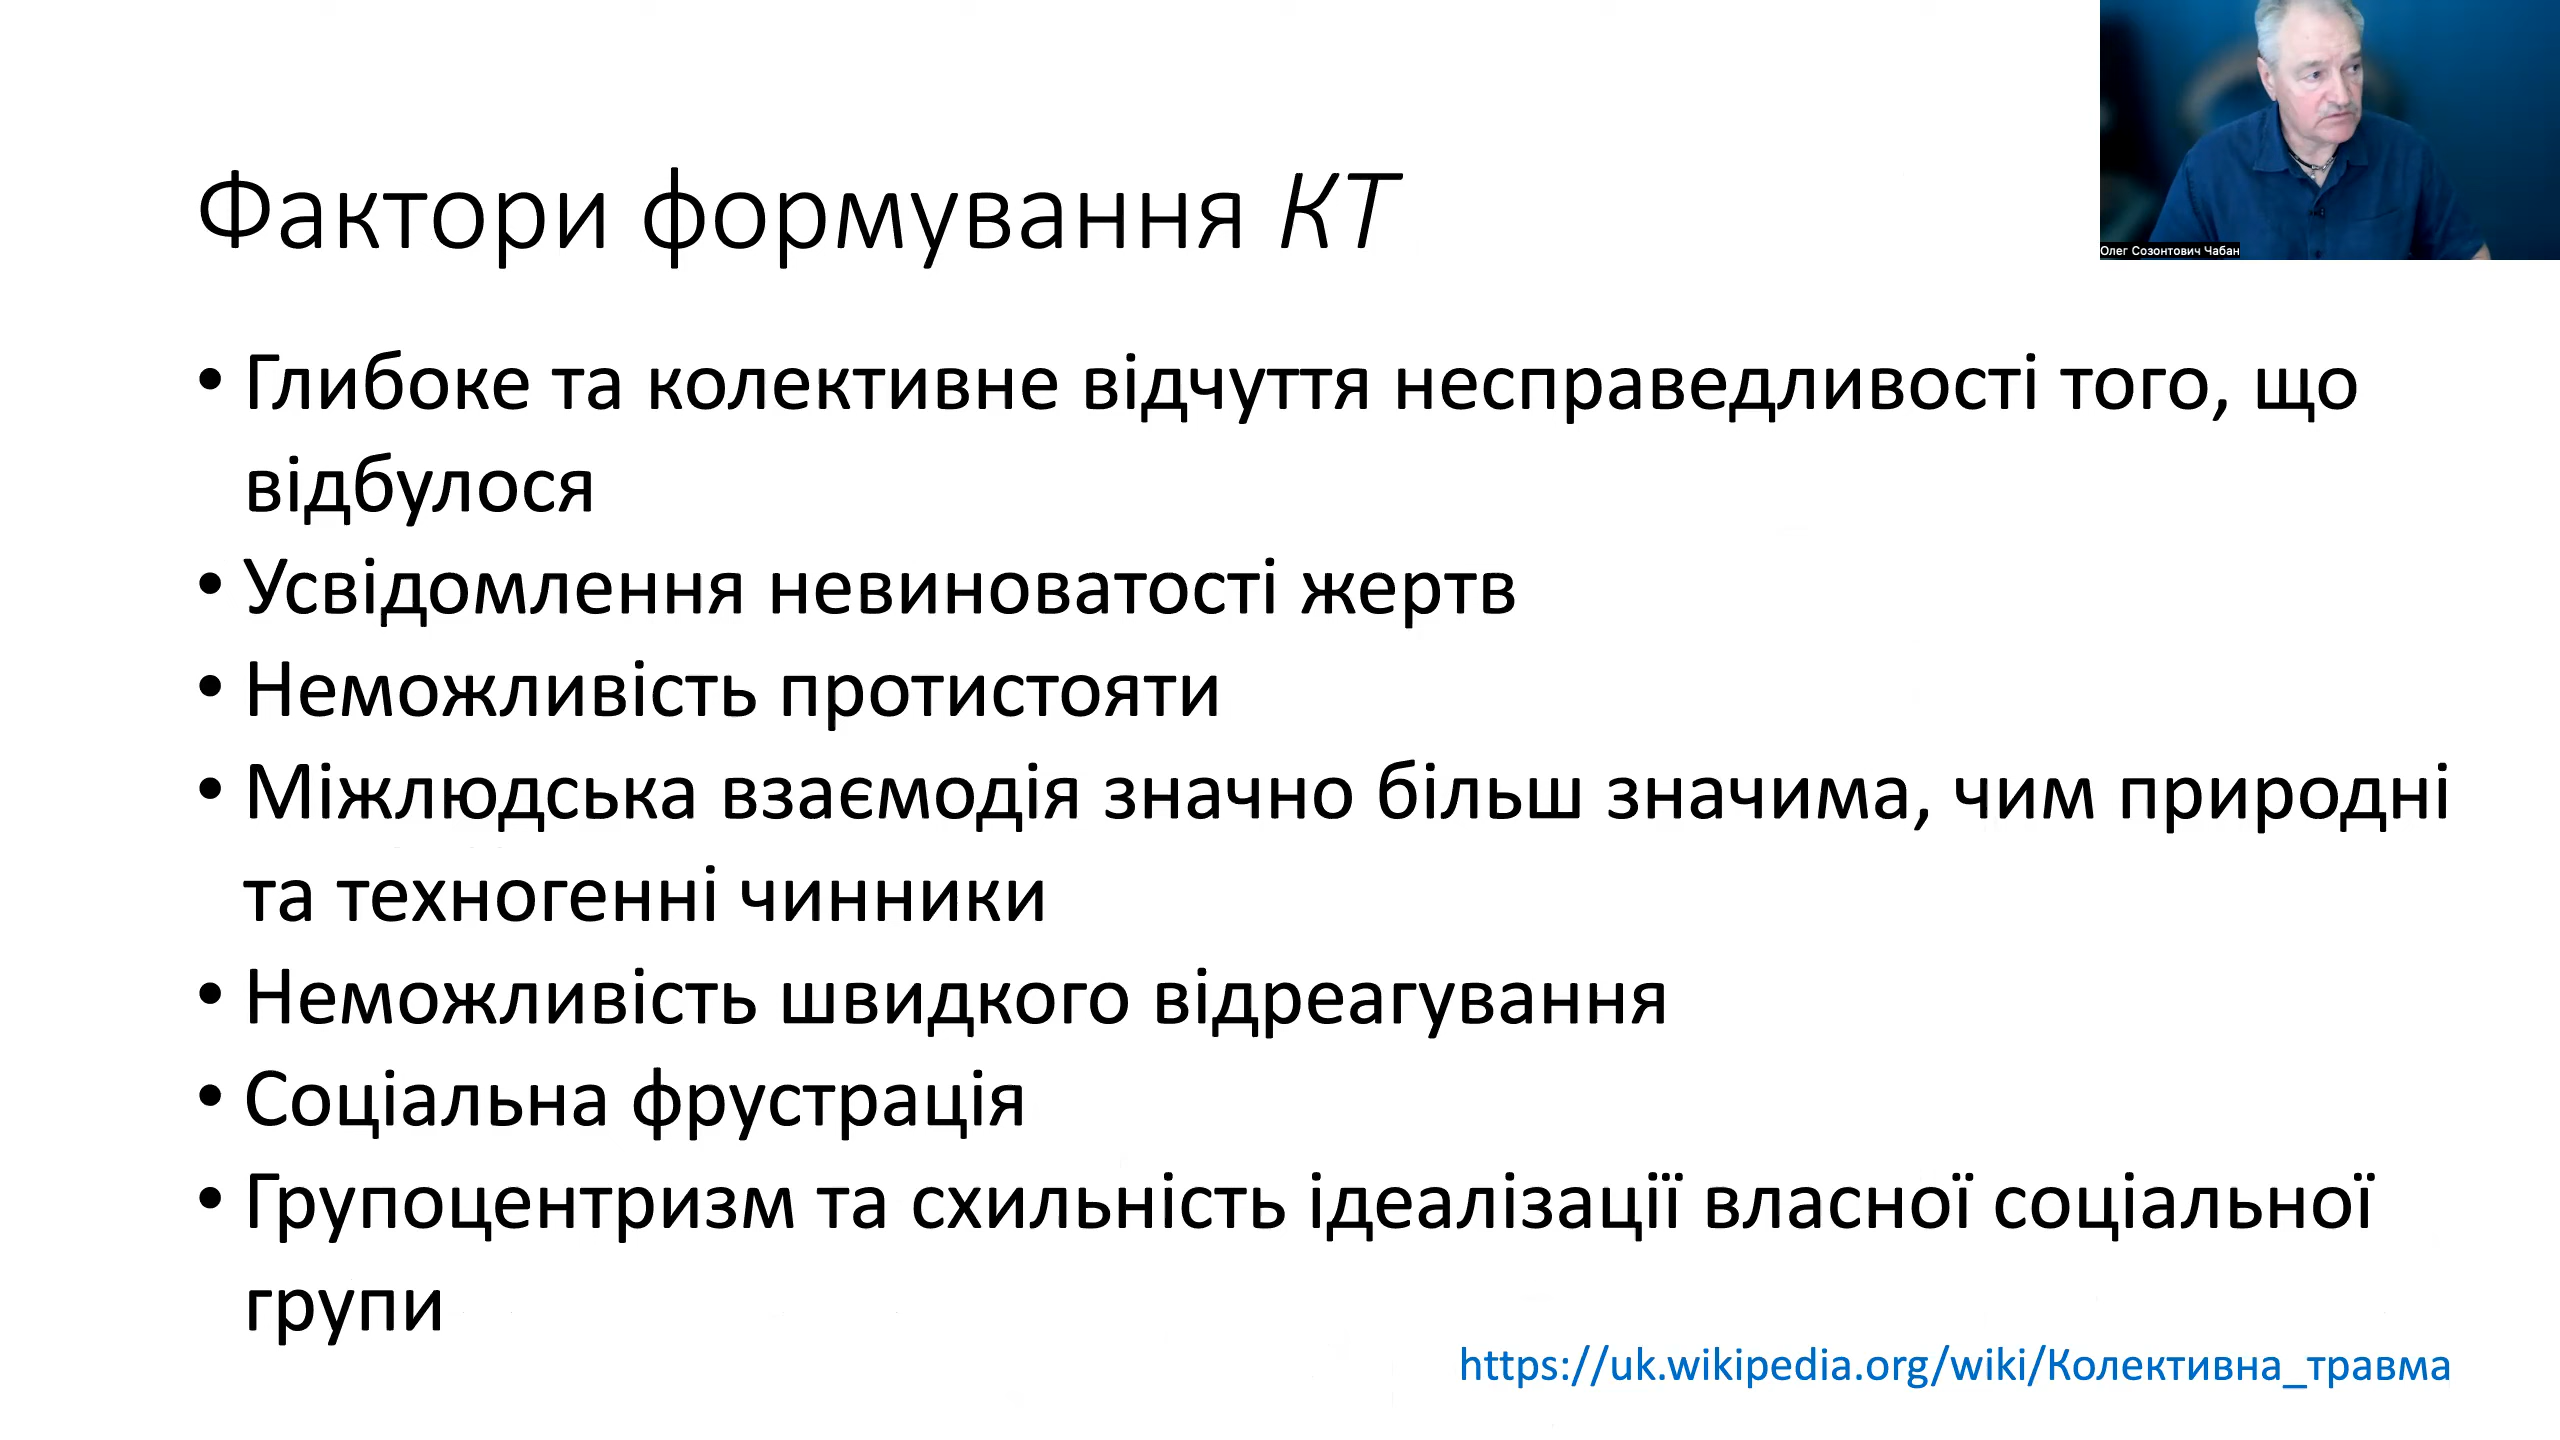 Олег Созонтович Чабан
Фактори формування КТ
• Глибоке та колективне відчуття несправедливості того, що
відбулося
• Усвідомлення невиноватості жертв
• Неможливість протистояти
• Міжлюдська взаємодія значно більш значима, чим природні
та техногенні чинники
• Неможливість швидкого відреагування
• Соціальна фрустрація
• Групоцентризм та схильність ідеалізації власної соціальної
групи
https://uk.wikipedia.org/wiki/Колективна_травма